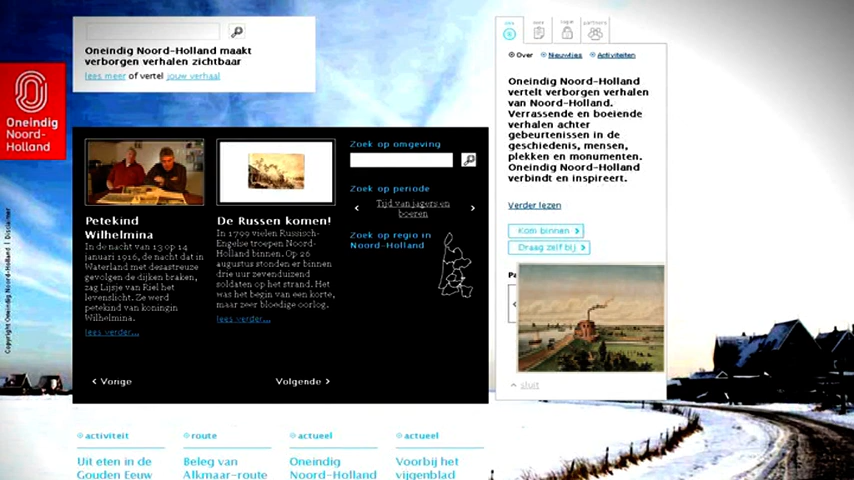 Oneindig Noord-Holland maakt
verborgen verhalen zichtbaar
lees meer of vertel jouw verhaal
Oneindig
Noord-
Holland
Copyright Oneindig Noord-Holland | Disclaimer
Petekind
Wilhelmina
In de nacht van 13 op 14
januari 1916, de nacht dat in
Waterland met desastreuze
gevolgen de dijken braken,
zag Lijsje van Riel het
levenslicht. Ze werd
petekind van koningin
Wilhelmina.
lees verder...
De Russen komen!
In 1799 vielen Russisch-
Engelse troepen Noord-
Holland binnen. Op 26
augustus stonden er binnen
drie uur zevenduizend
soldaten op het strand. Het
was het begin van een korte,
maar zeer bloedige oorlog.
lees verder...
Zoek op omgeving
Zoek op periode
Tijd van jagers en
boeren
Zoek op regio in
Noord-Holland
Vorige
Volgende
login
partners
Over Nieuwtjes Activiteiten
Oneindig Noord-Holland
vertelt verborgen verhalen
van Noord-Holland.
Verrassende en boeiende
verhalen achter
gebeurtenissen in de
geschiedenis, mensen,
plekken en monumenten.
Oneindig Noord-Holland
verbindt en inspireert.
Verder lezen
Kom binnen
Draag zelf bij
Pa
sluit
activiteit
Uit eten in de
Gouden Eeuw
route
Beleg van
Alkmaar-route
actueel
Oneindig
Noord-Holland
actueel
Voorbij het
vijgenblad